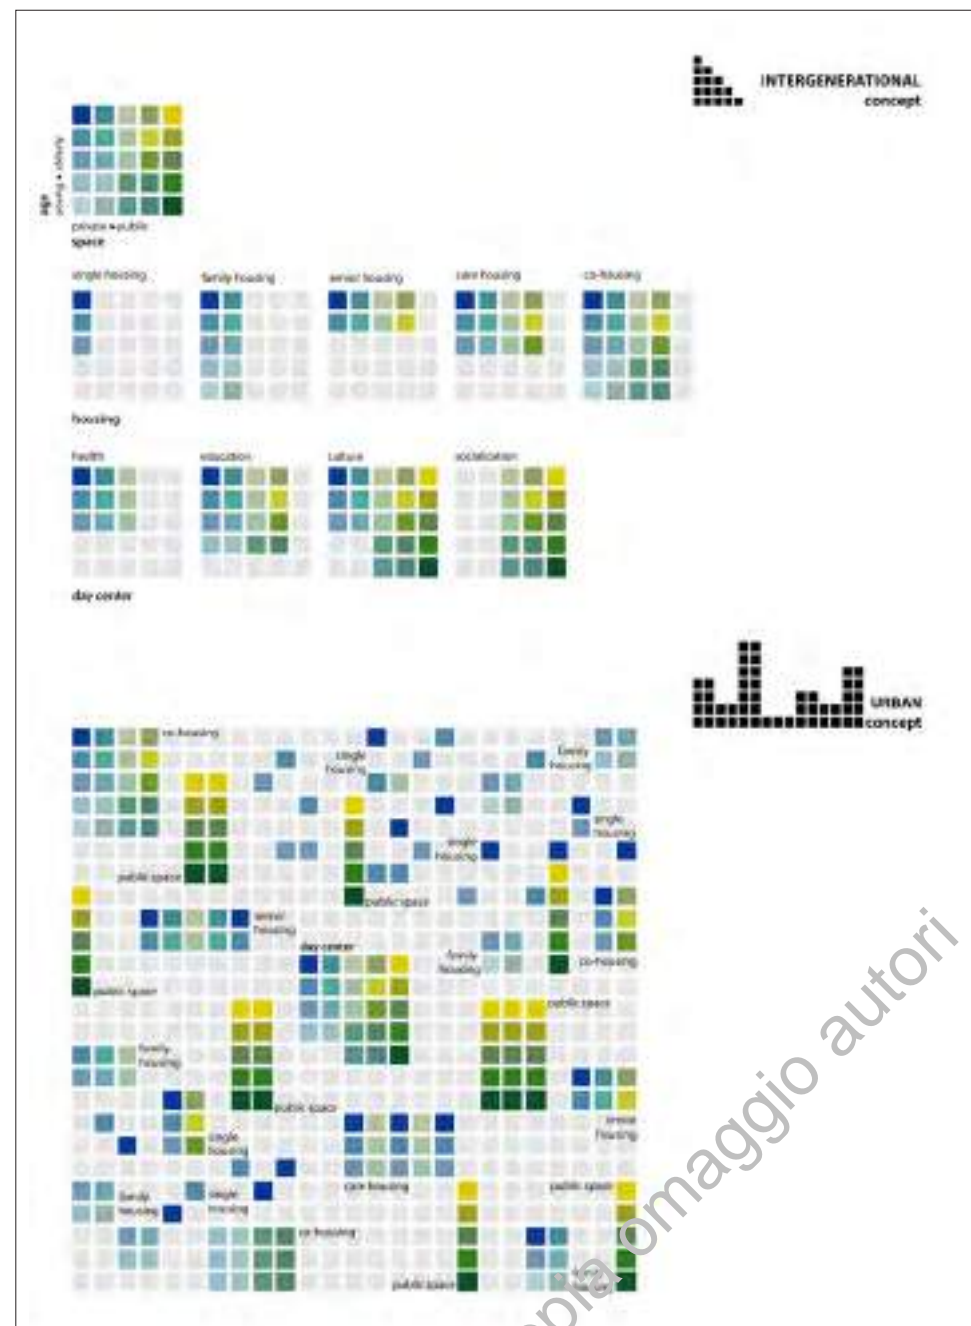 INTERGENERATIONAL
concept
age
young ▸ elderly
private ▸ public
space
single housing
family housing
senior housing
care housing
co-housing
housing
health
education
culture
socialization
day center
URBAN
concept
co-housing
single
housing
family
housing
single
housing
single
housing
public space
public space
senior
housing
day center
family
housing
co-housing
public space
public space
family
housing
public space
senior
housing
single
housing
care housing
public space
family
housing
single
housing
co-housing
public space
copia omaggio autori